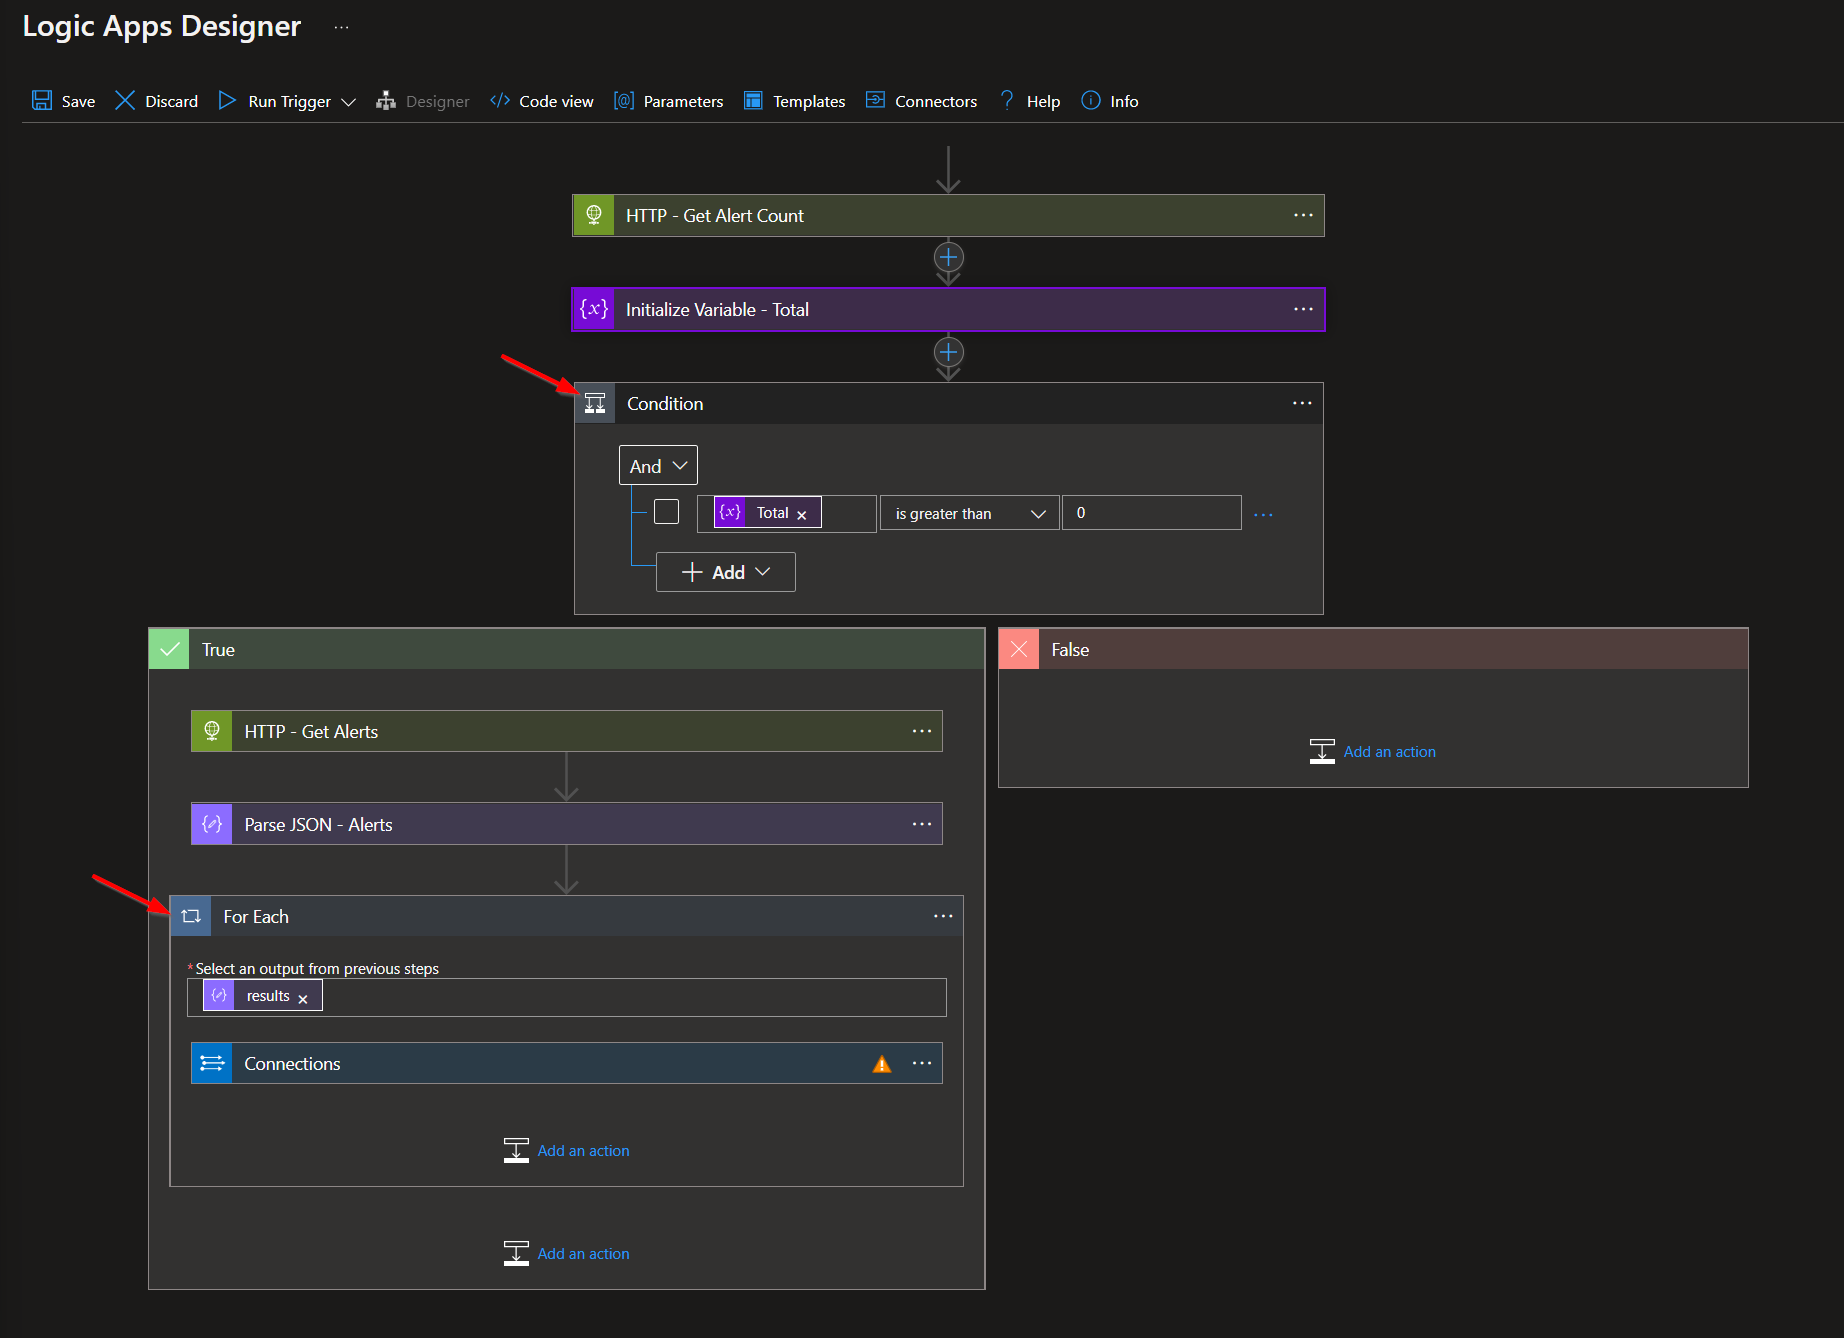 Logic Apps Designer ...
Save Discard Run Trigger Designer Code view Parameters Templates Connectors Help Info
HTTP - Get Alert Count
Initialize Variable - Total
Condition
And
Total is greater than 0
Add
True
False
HTTP - Get Alerts
Add an action
Parse JSON - Alerts
For Each
* Select an output from previous steps
results
Connections
Add an action
Add an action